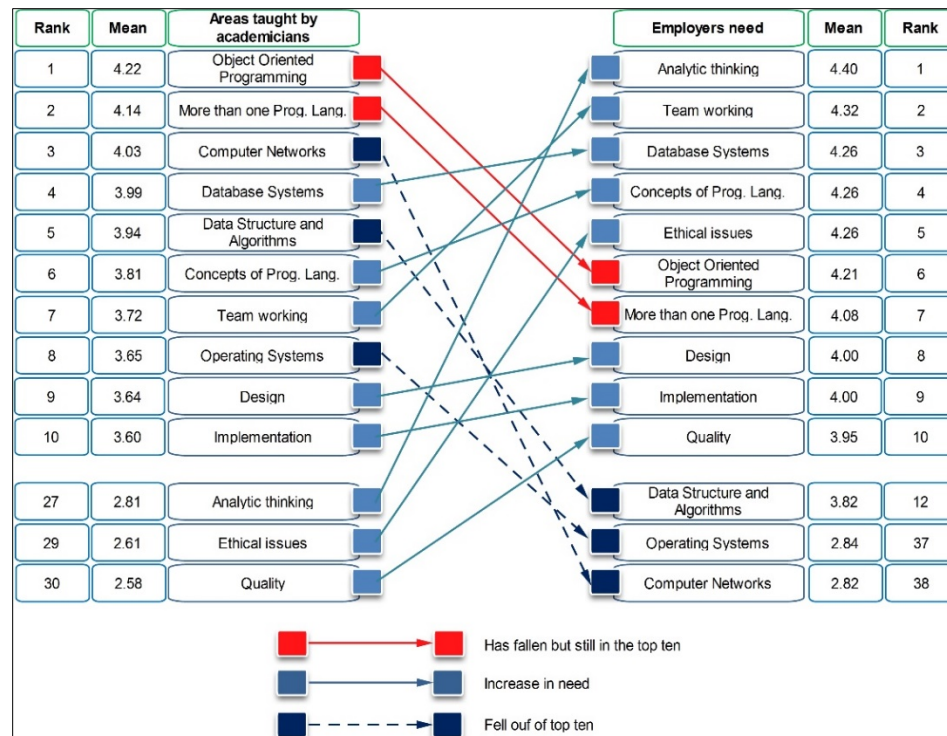 Rank Mean Areas taught by academicians Employers need Mean Rank
1 4.22 Object Oriented Programming Analytic thinking 4.40 1
2 4.14 More than one Prog. Lang. Team working 4.32 2
3 4.03 Computer Networks Database Systems 4.26 3
4 3.99 Database Systems Concepts of Prog. Lang. 4.26 4
5 3.94 Data Structure and Algorithms Ethical issues 4.26 5
6 3.81 Concepts of Prog. Lang. Object Oriented Programming 4.21 6
7 3.72 Team working More than one Prog. Lang. 4.08 7
8 3.65 Operating Systems Design 4.00 8
9 3.64 Design Implementation 4.00 9
10 3.60 Implementation Quality 3.95 10
27 2.81 Analytic thinking Data Structure and Algorithms 3.82 12
29 2.61 Ethical issues Operating Systems 2.84 37
30 2.58 Quality Computer Networks 2.82 38
Has fallen but still in the top ten
Increase in need
Fell ouf of top ten